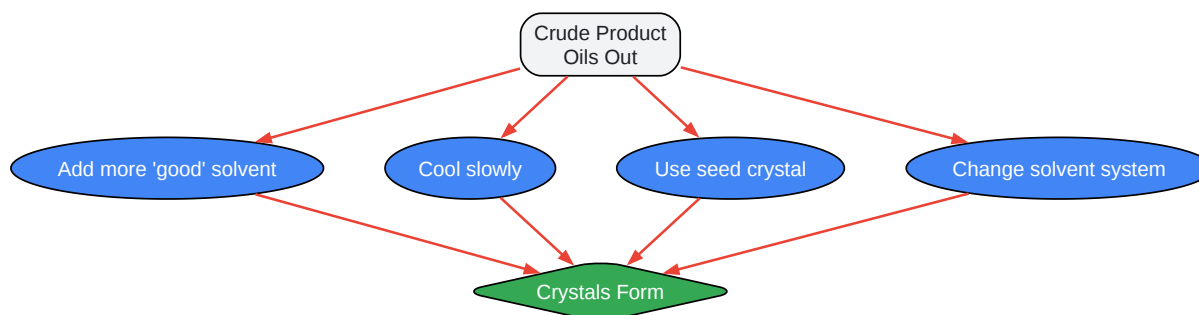 Crude Product
Oils Out
Add more 'good' solvent
Cool slowly
Use seed crystal
Change solvent system
Crystals Form